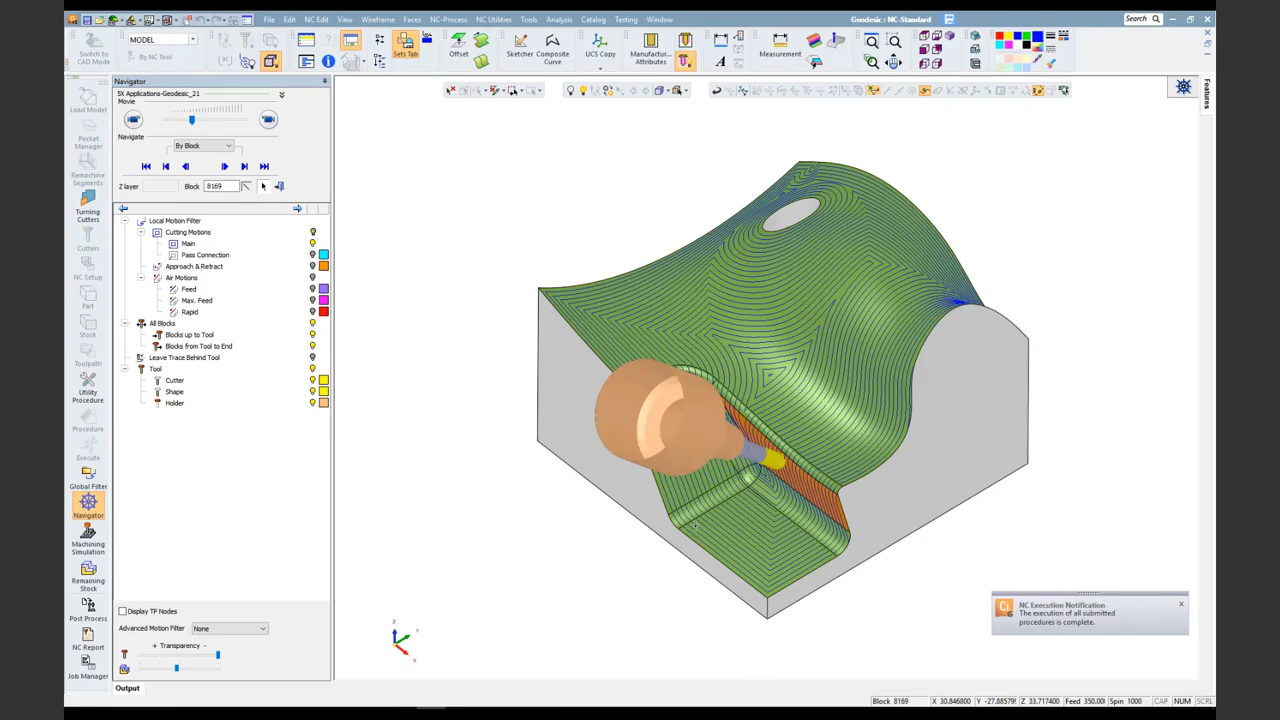 File Edit NC Edit View Wireframe Faces NC-Process NC Utilities Tools Analysis Catalog Testing Window
Geodesic : NC-Standard
Search
Switch to
CAD Mode
MODEL
By NC Tool
Sets Tab
Offset
Sketcher
Composite
Curve
UCS Copy
Manufactur...
Attributes
Measurement
Navigator
5X Applications-Geodesic_21
Movie
Navigate
By Block
Z layer
Block 8169
Local Motion Filter
Cutting Motions
Main
Pass Connection
Approach & Retract
Air Motions
Feed
Max. Feed
Rapid
All Blocks
Blocks up to Tool
Blocks from Tool to End
Leave Trace Behind Tool
Tool
Cutter
Shape
Holder
Display TP Nodes
Advanced Motion Filter None
+ Transparency -
Output
Load Model
Pocket
Manager
Remachine
Segments
Turning
Cutters
Cutters
NC Setup
Part
Stock
Toolpath
Utility
Procedure
Procedure
Execute
Global Filter
Navigator
Machining
Simulation
Remaining
Stock
Post Process
NC Report
Job Manager
Features
Z
Y
X
NC Execution Notification
The execution of all submitted
procedures is complete.
Ci
15
Block 8169 X 30.846800 Y -27.88579 Z 33.717400 Feed 350.00 Spin 1000 CAP NUM SCRL